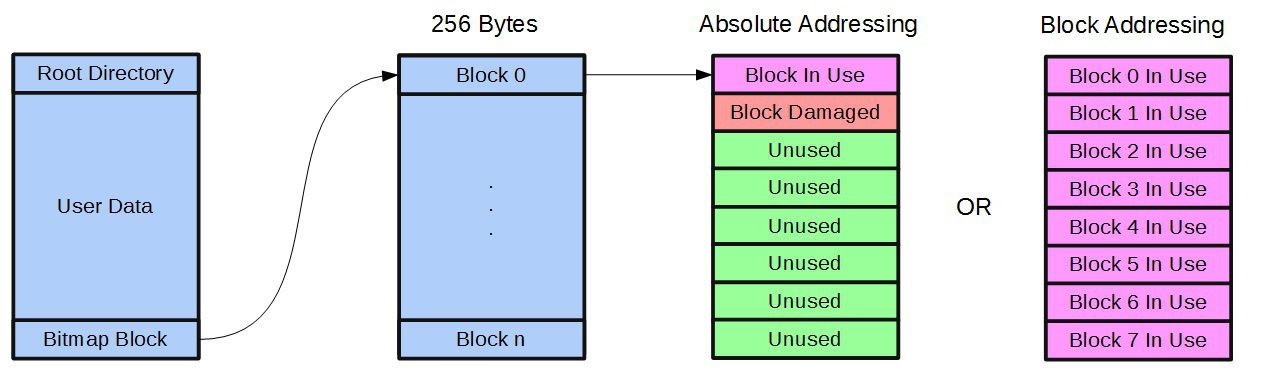 256 Bytes
Absolute Addressing
Block Addressing
Root Directory
User Data
Bitmap Block
Block 0
.
.
.
Block n
Block In Use
Block Damaged
Unused
Unused
Unused
Unused
Unused
Unused
OR
Block 0 In Use
Block 1 In Use
Block 2 In Use
Block 3 In Use
Block 4 In Use
Block 5 In Use
Block 6 In Use
Block 7 In Use